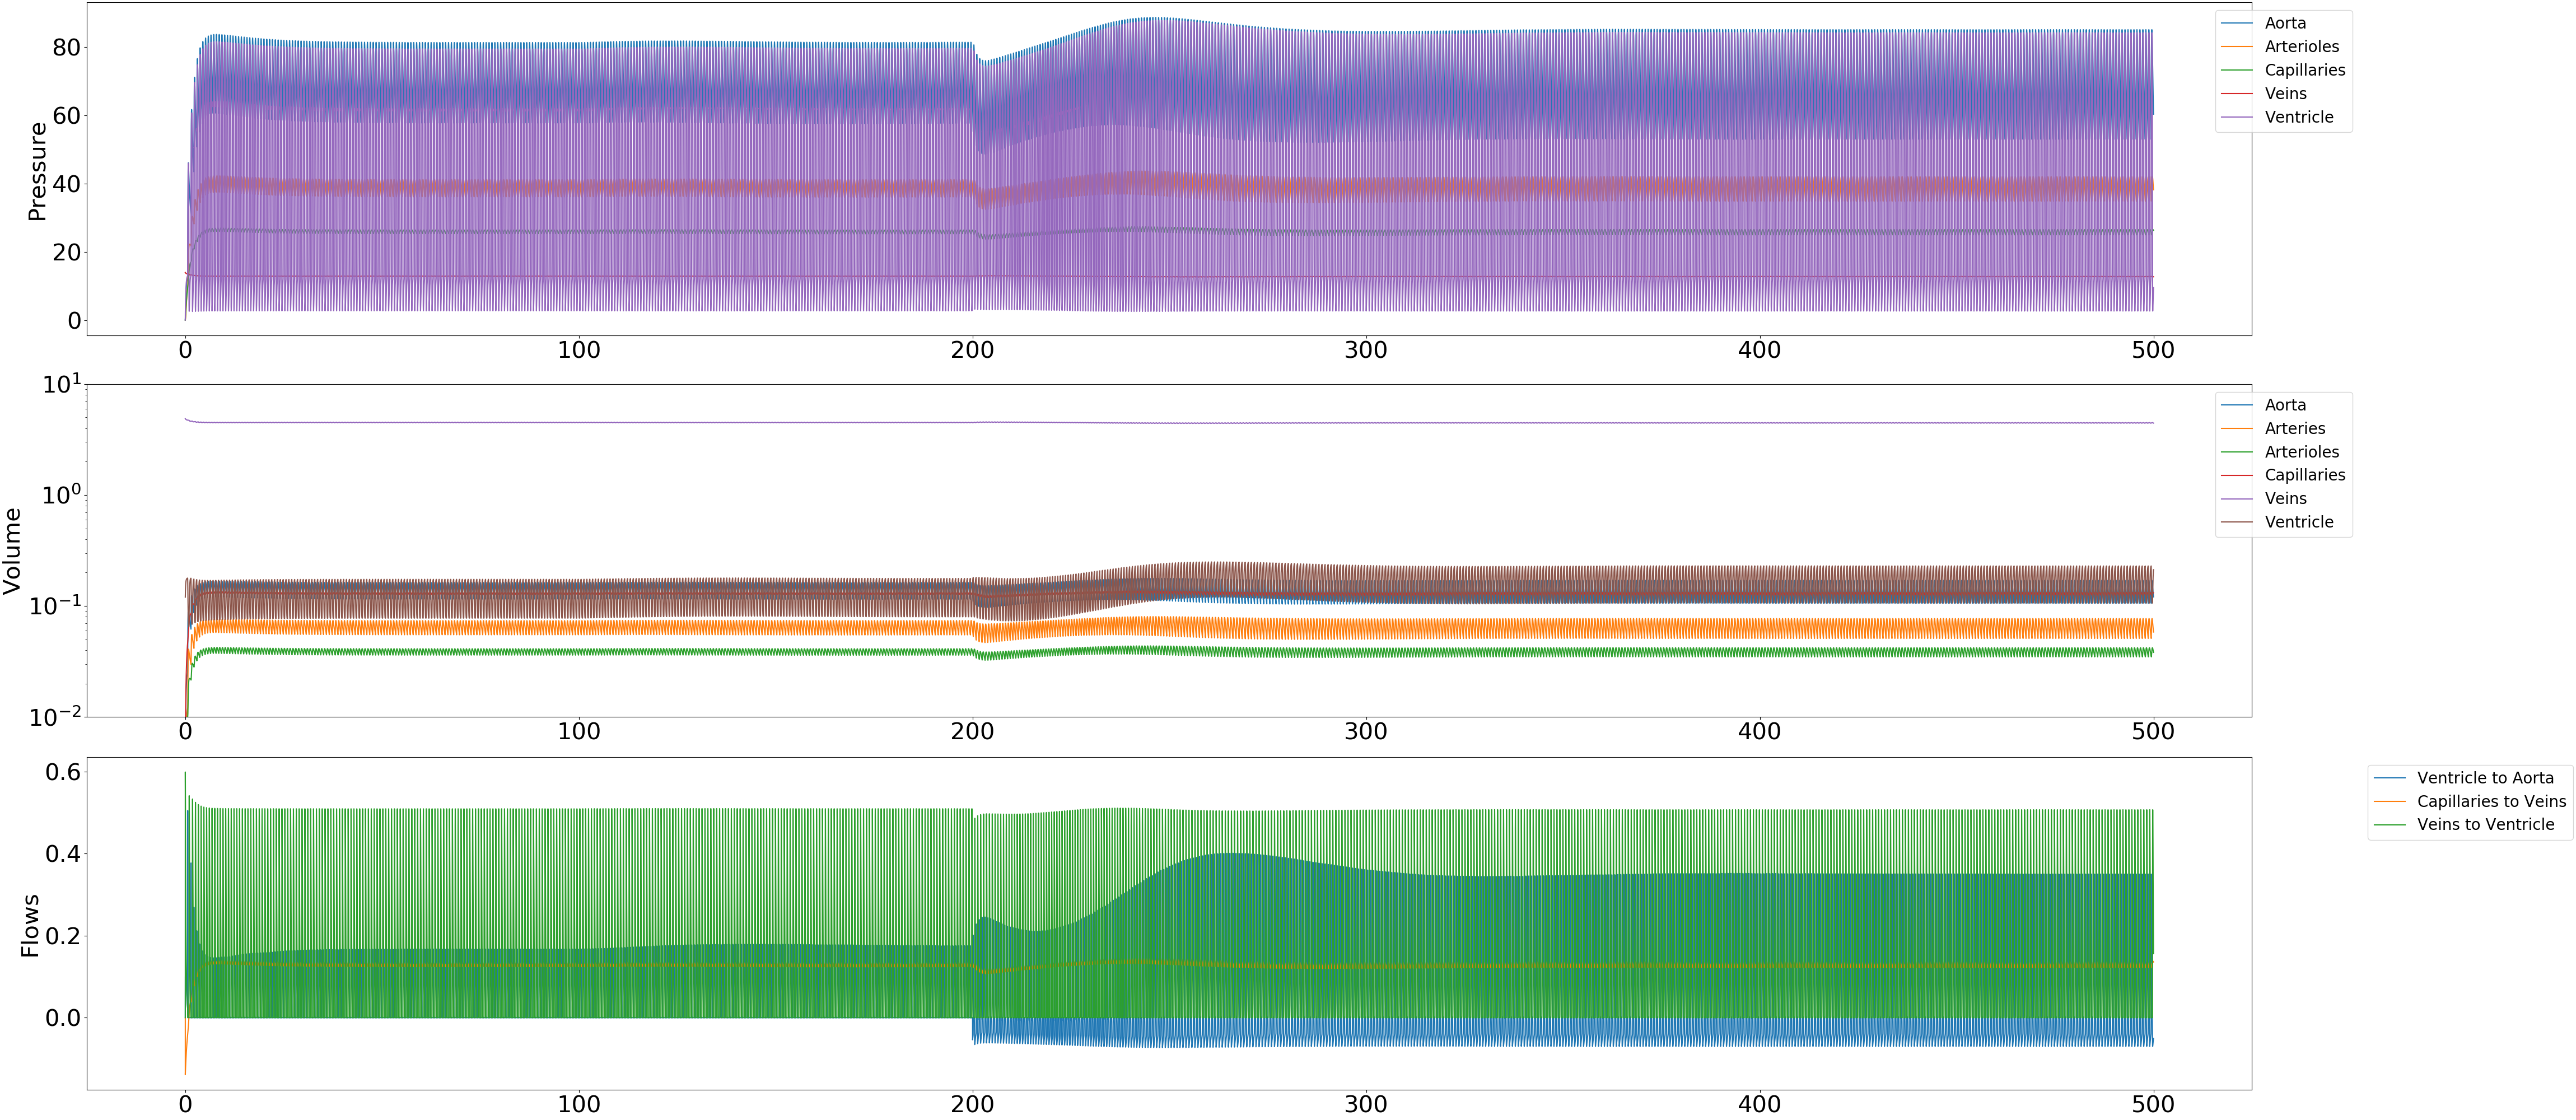 Pressure
80
60
40
20
0
0 100 200 300 400 500
Aorta
Arterioles
Capillaries
Veins
Ventricle
Volume
10¹
10⁰
10⁻¹
10⁻²
0 100 200 300 400 500
Aorta
Arteries
Arterioles
Capillaries
Veins
Ventricle
Flows
0.6
0.4
0.2
0.0
0 100 200 300 400 500
Ventricle to Aorta
Capillaries to Veins
Veins to Ventricle